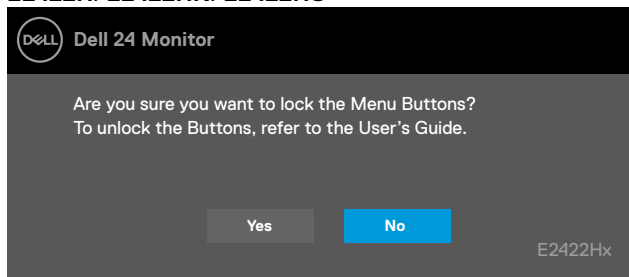 DELL Dell 24 Monitor
Are you sure you want to lock the Menu Buttons?
To unlock the Buttons, refer to the User's Guide.
Yes No
E2422Hx